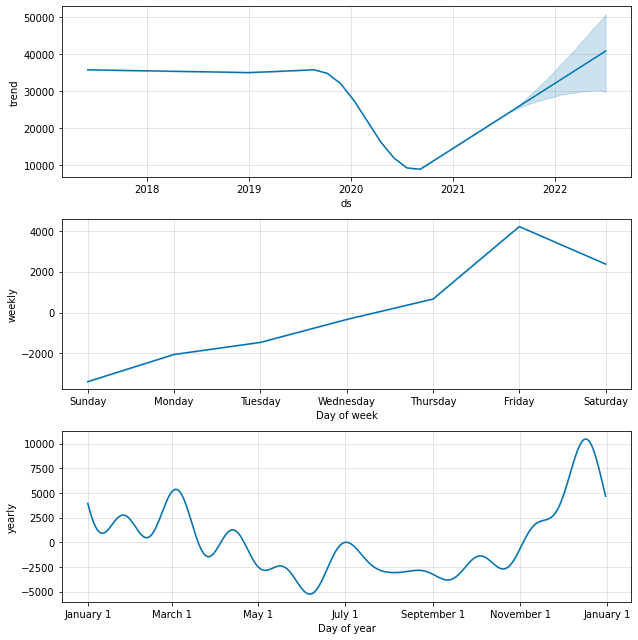 50000
40000
30000
20000
10000
trend
2018 2019 2020 2021 2022
ds
4000
2000
0
−2000
weekly
Sunday Monday Tuesday Wednesday Thursday Friday Saturday
Day of week
10000
7500
5000
2500
0
−2500
−5000
yearly
January 1 March 1 May 1 July 1 September 1 November 1 January 1
Day of year